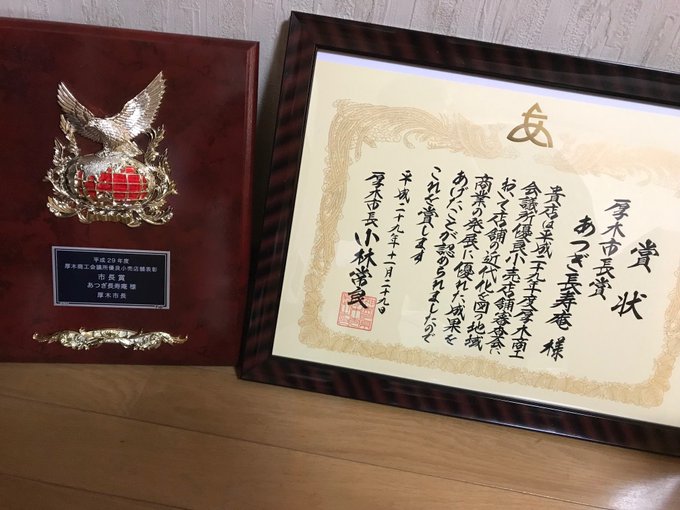 平成29年度
厚木商工会議所優良小売店舗表彰
市長賞
あつぎ長寿庵 様
厚木市長
賞状
厚木市長賞
あつぎ長寿庵 様
貴店は平成二十九年度厚木商工
会議所優良小売店舗審査会に
おいて店舗の近代化を図り地域
商業の発展に優れた成果を
あげたことが認められましたので
これを賞します
平成二十九年十一月二十九日
厚木市長 小林常良